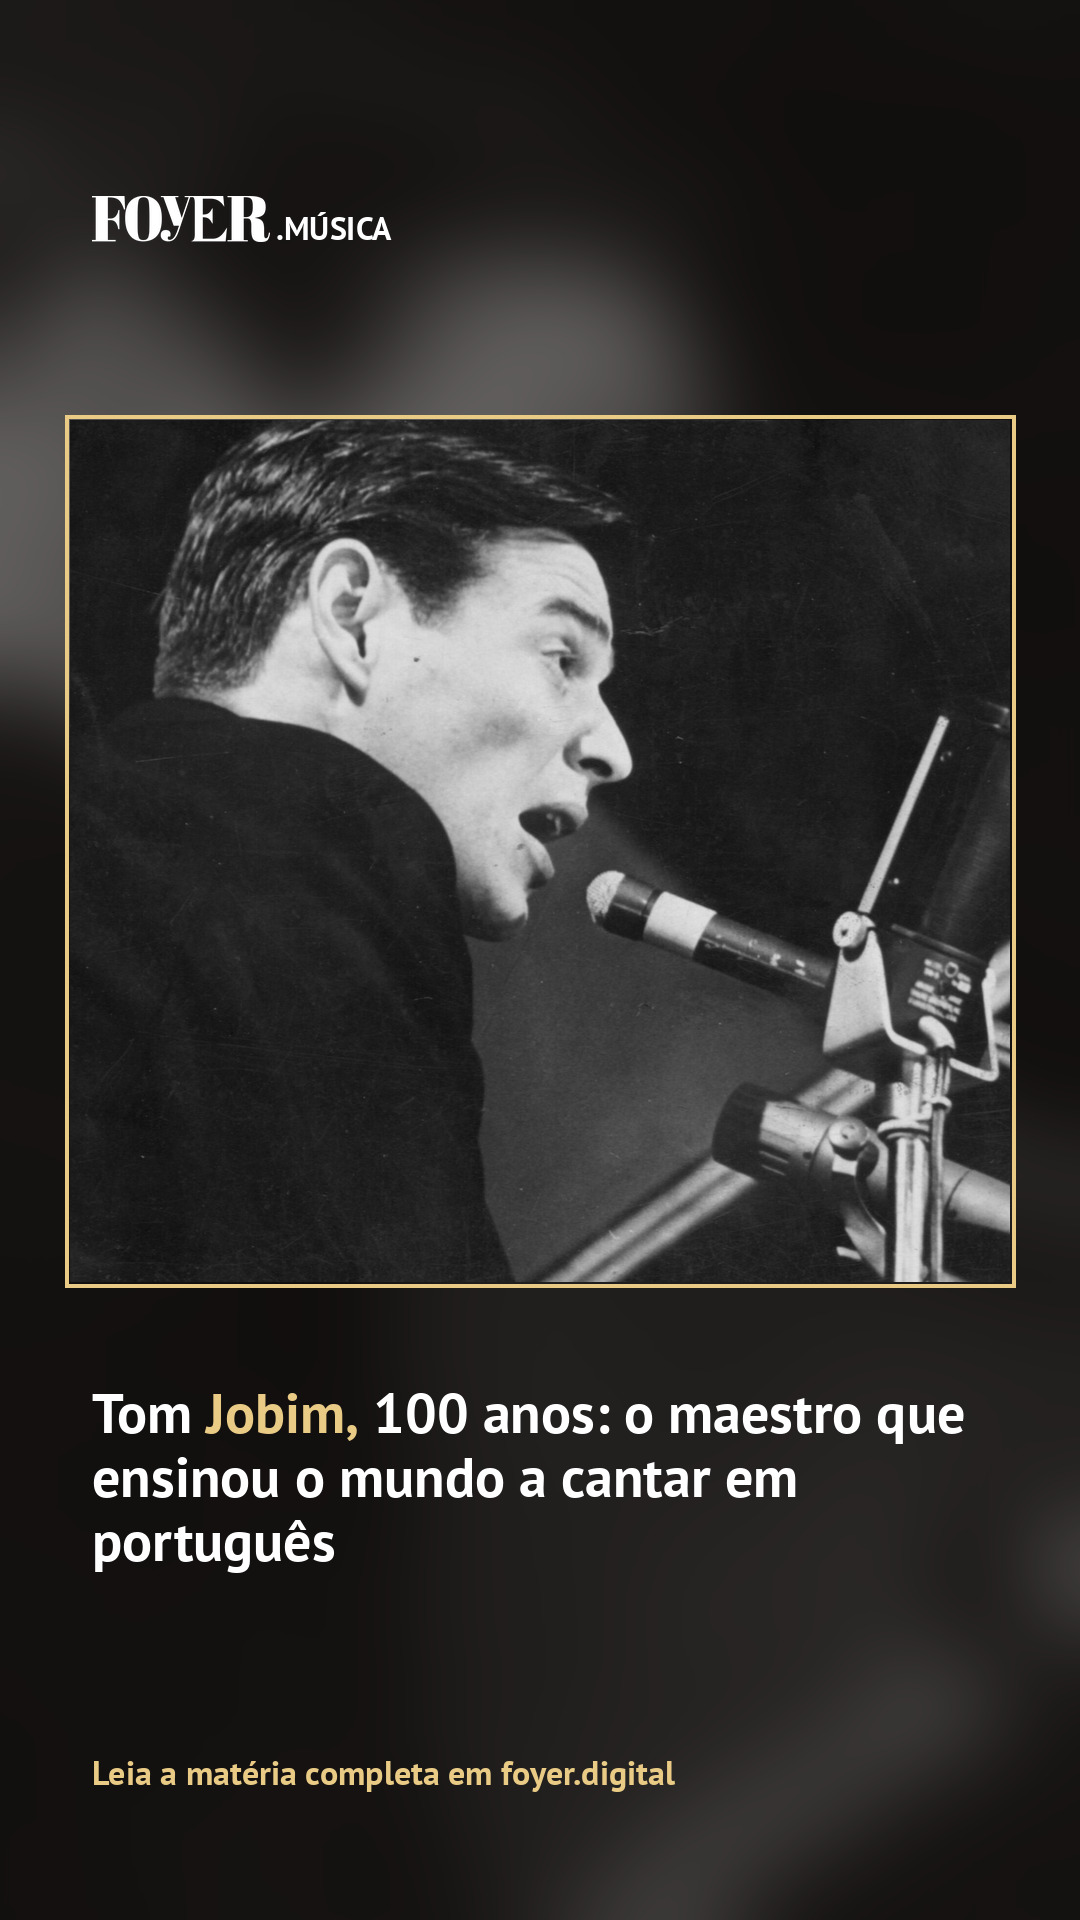 FOYER .MÚSICA
Tom Jobim, 100 anos: o maestro que
ensinou o mundo a cantar em
português
Leia a matéria completa em foyer.digital